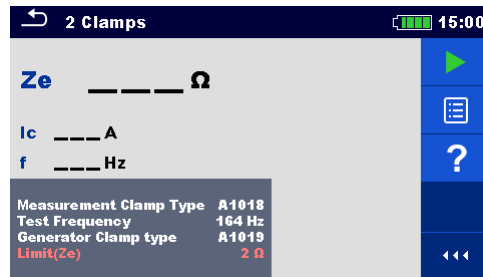 2 Clamps 15:00
Ze ___ Ω
Ic ___ A
f ___ Hz
Measurement Clamp Type A1018
Test Frequency 164 Hz
Generator Clamp type A1019
Limit(Ze) 2 Ω
?